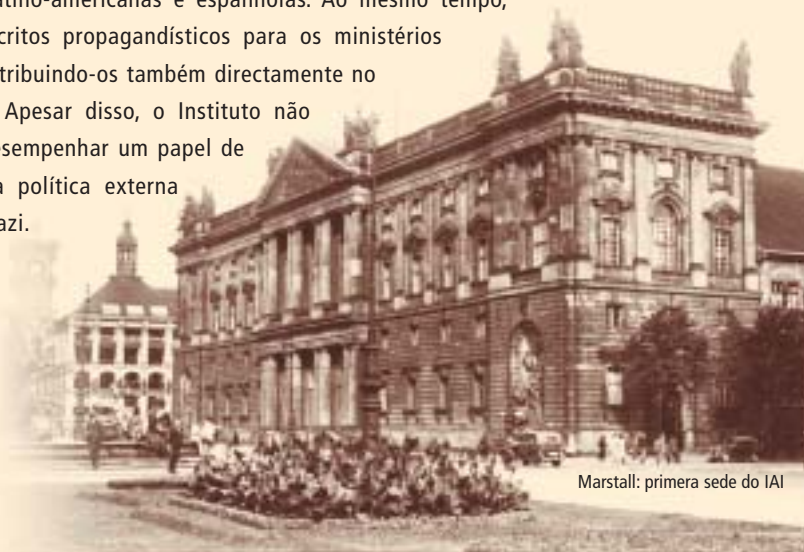 latino-americanas e espanholas. Ao mesmo tempo,
critos propagandísticos para os ministérios
tribuindo-os também directamente no
Apesar disso, o Instituto não
esempenhar um papel de
a política externa
azi.
Marstall: primera sede do IAI